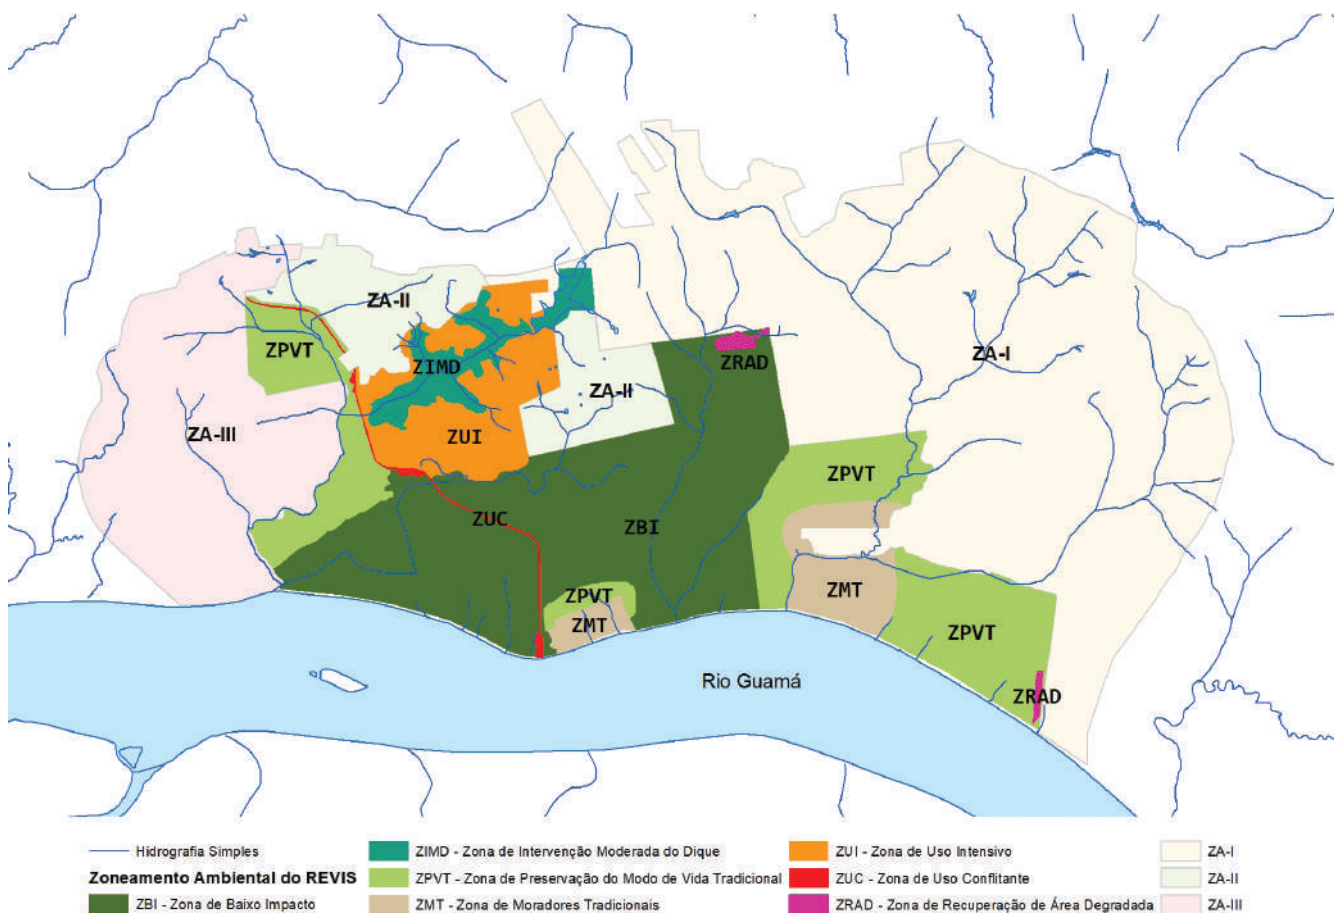 ZA-II
ZPVT
ZIMD
ZRAD
ZA-I
ZA-II
ZA-III
ZUI
ZPVT
ZUC
ZBI
ZPVT
ZMT
ZMT
ZPVT
Rio Guamá
ZRAD
Hidrografia Simples
Zoneamento Ambiental do REVIS
ZBI - Zona de Baixo Impacto
ZIMD - Zona de Intervenção Moderada do Dique
ZPVT - Zona de Preservação do Modo de Vida Tradicional
ZMT - Zona de Moradores Tradicionais
ZUI - Zona de Uso Intensivo
ZUC - Zona de Uso Conflitante
ZRAD - Zona de Recuperação de Área Degradada
ZA-I
ZA-II
ZA-III